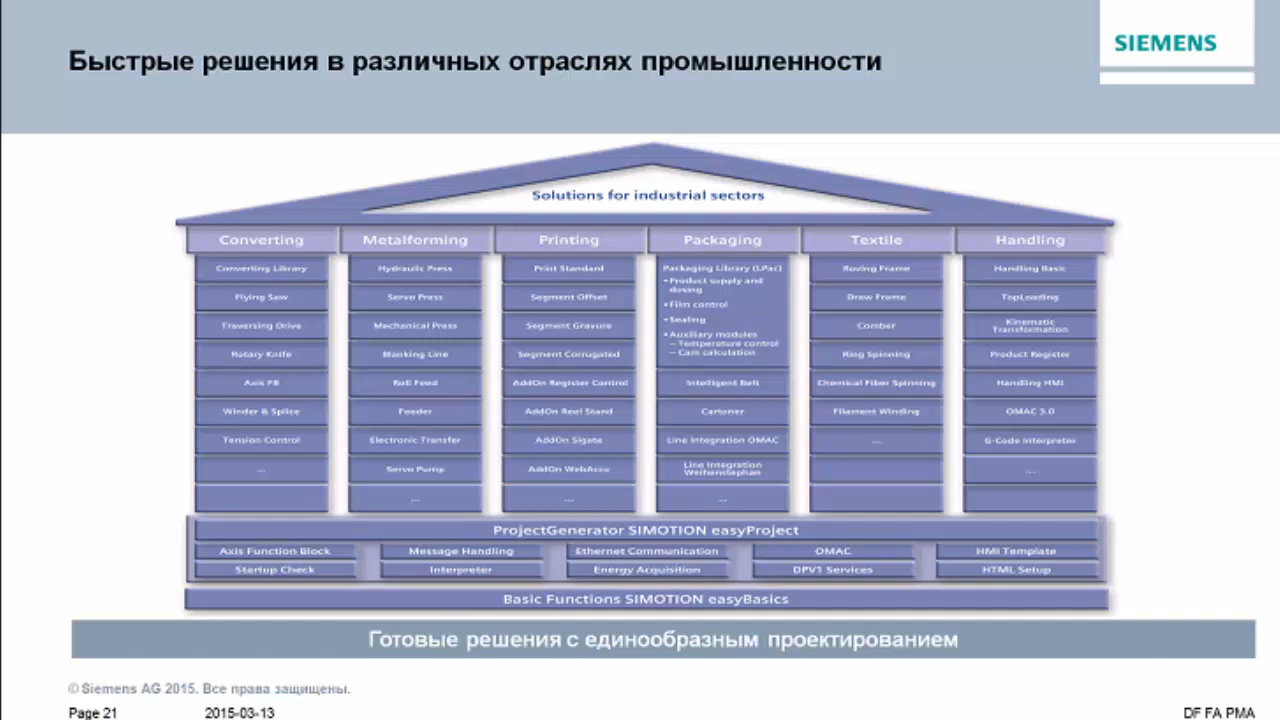 Быстрые решения в различных отраслях промышленности
SIEMENS
Solutions for industrial sectors
Converting
Metalforming
Printing
Packaging
Textile
Handling
Converting Library
Flying Saw
Traversing Drive
Rotary Knife
Axis FB
Winder & Splice
Tension Control
...
Hydraulic Press
Servo Press
Mechanical Press
Blanking Line
Roll Feed
Feeder
Electronic Transfer
Servo Pump
...
Print Standard
Segment Offset
Segment Gravure
Segment Corrugated
AddOn Register Control
AddOn Reel Stand
AddOn Sigate
AddOn WebAccu
...
Packaging Library (LPac)
• Product supply and
dosing
• Film control
• Sealing
• Auxiliary modules
– Temperature control
– Cam calculation
Intelligent Belt
Cartoner
Line Integration OMAC
Line Integration
Weihenstephan
...
Roving Frame
Draw Frame
Comber
Ring Spinning
Chemical Fiber Spinning
Filament Winding
...
Handling Basic
TopLoading
Kinematic
Transformation
Product Register
Handling HMI
OMAC 3.0
G-Code Interpreter
...
ProjectGenerator SIMOTION easyProject
Axis Function Block
Message Handling
Ethernet Communication
OMAC
HMI Template
Startup Check
Interpreter
Energy Acquisition
DPV1 Services
HTML Setup
Basic Functions SIMOTION easyBasics
Готовые решения с единообразным проектированием
© Siemens AG 2015. Все права защищены.
Page 21
2015-03-13
DF FA PMA